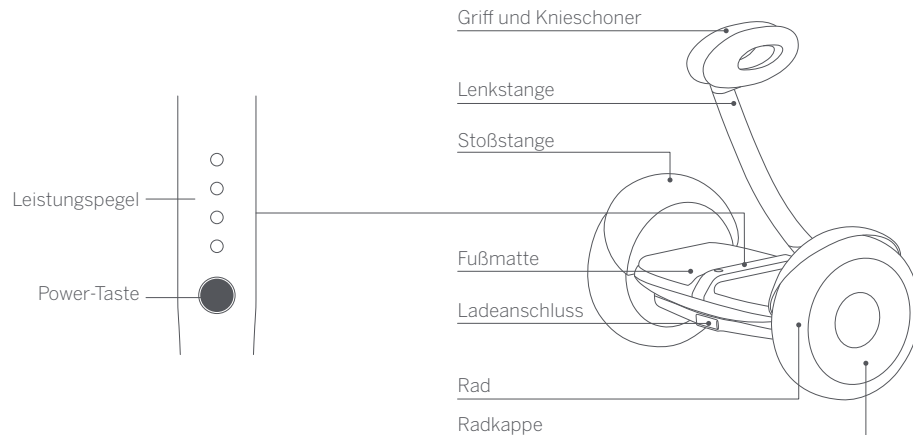 Griff und Knieschoner
Lenkstange
Stoßstange
Leistungspegel
Fußmatte
Power-Taste
Ladeanschluss
Rad
Radkappe